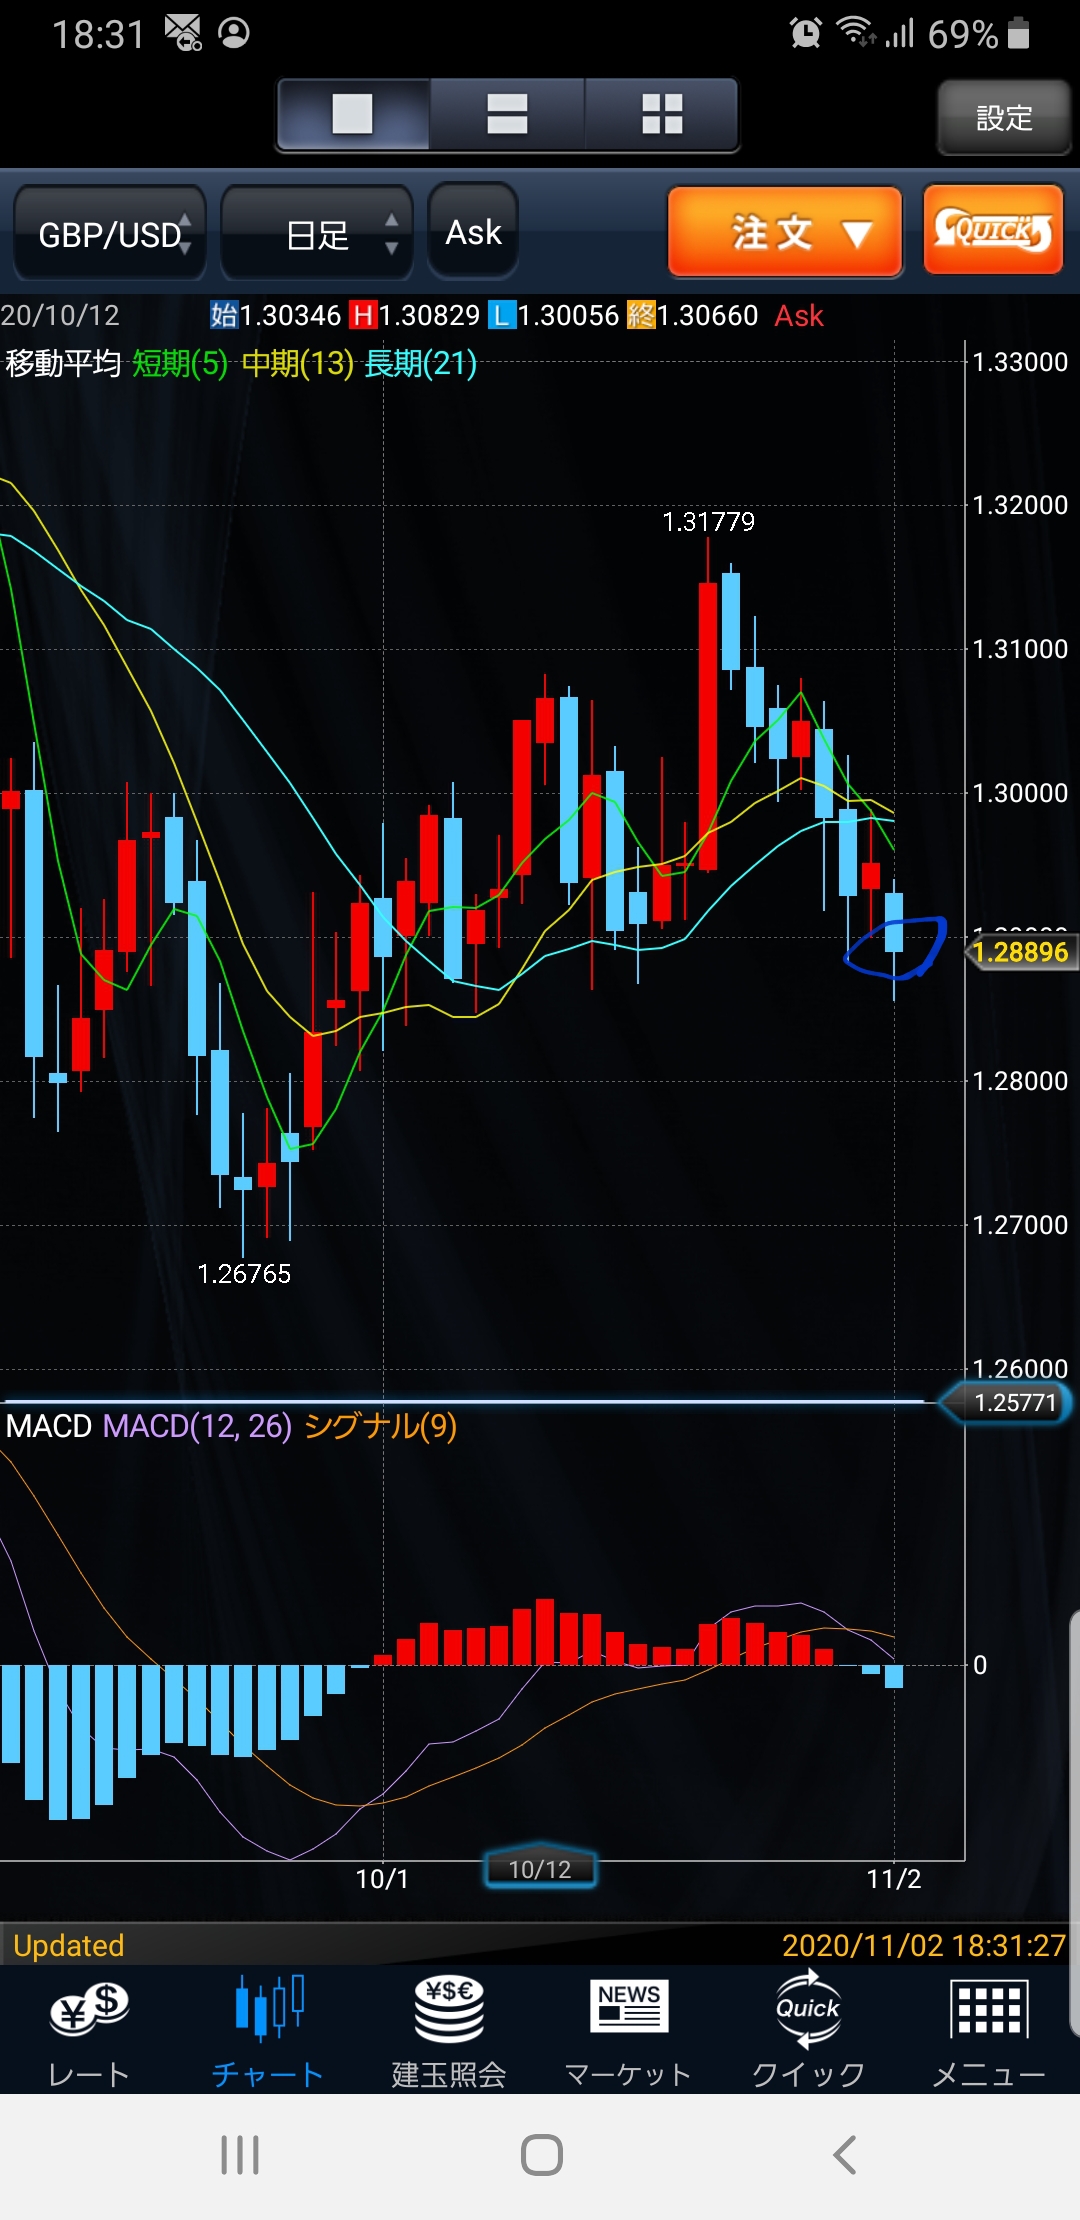 18:31 69%
設定
GBP/USD 日足 Ask 注文 QUICK
20/10/12 始1.30346 H1.30829 L1.30056 終1.30660 Ask
移動平均 短期(5) 中期(13) 長期(21)
1.33000
1.32000
1.31779
1.31000
1.30000
1.28896
1.28000
1.27000
1.26765
1.26000
1.25771
MACD MACD(12, 26) シグナル(9)
0
10/1 10/12 11/2
Updated 2020/11/02 18:31:27
¥$ ¥$€ NEWS Quick
レート チャート 建玉照会 マーケット クイック メニュー